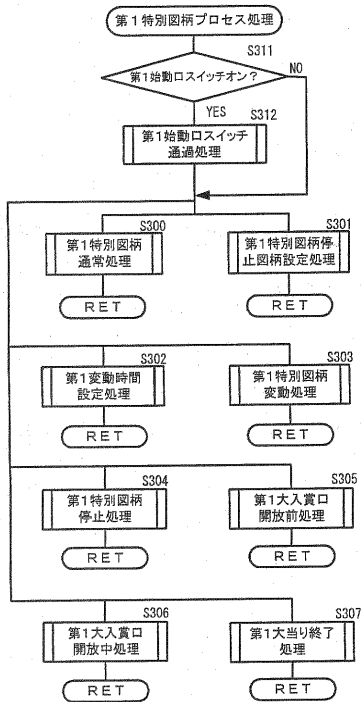 第1特別図柄プロセス処理
S311
第1始動口スイッチオン？
NO
YES
S312
第1始動口スイッチ
通過処理
S300
第1特別図柄
通常処理
RET
S301
第1特別図柄停
止図柄設定処理
RET
S302
第1変動時間
設定処理
RET
S303
第1特別図柄
変動処理
RET
S304
第1特別図柄
停止処理
RET
S305
第1大入賞口
開放前処理
RET
S306
第1大入賞口
開放中処理
RET
S307
第1大当り終了
処理
RET